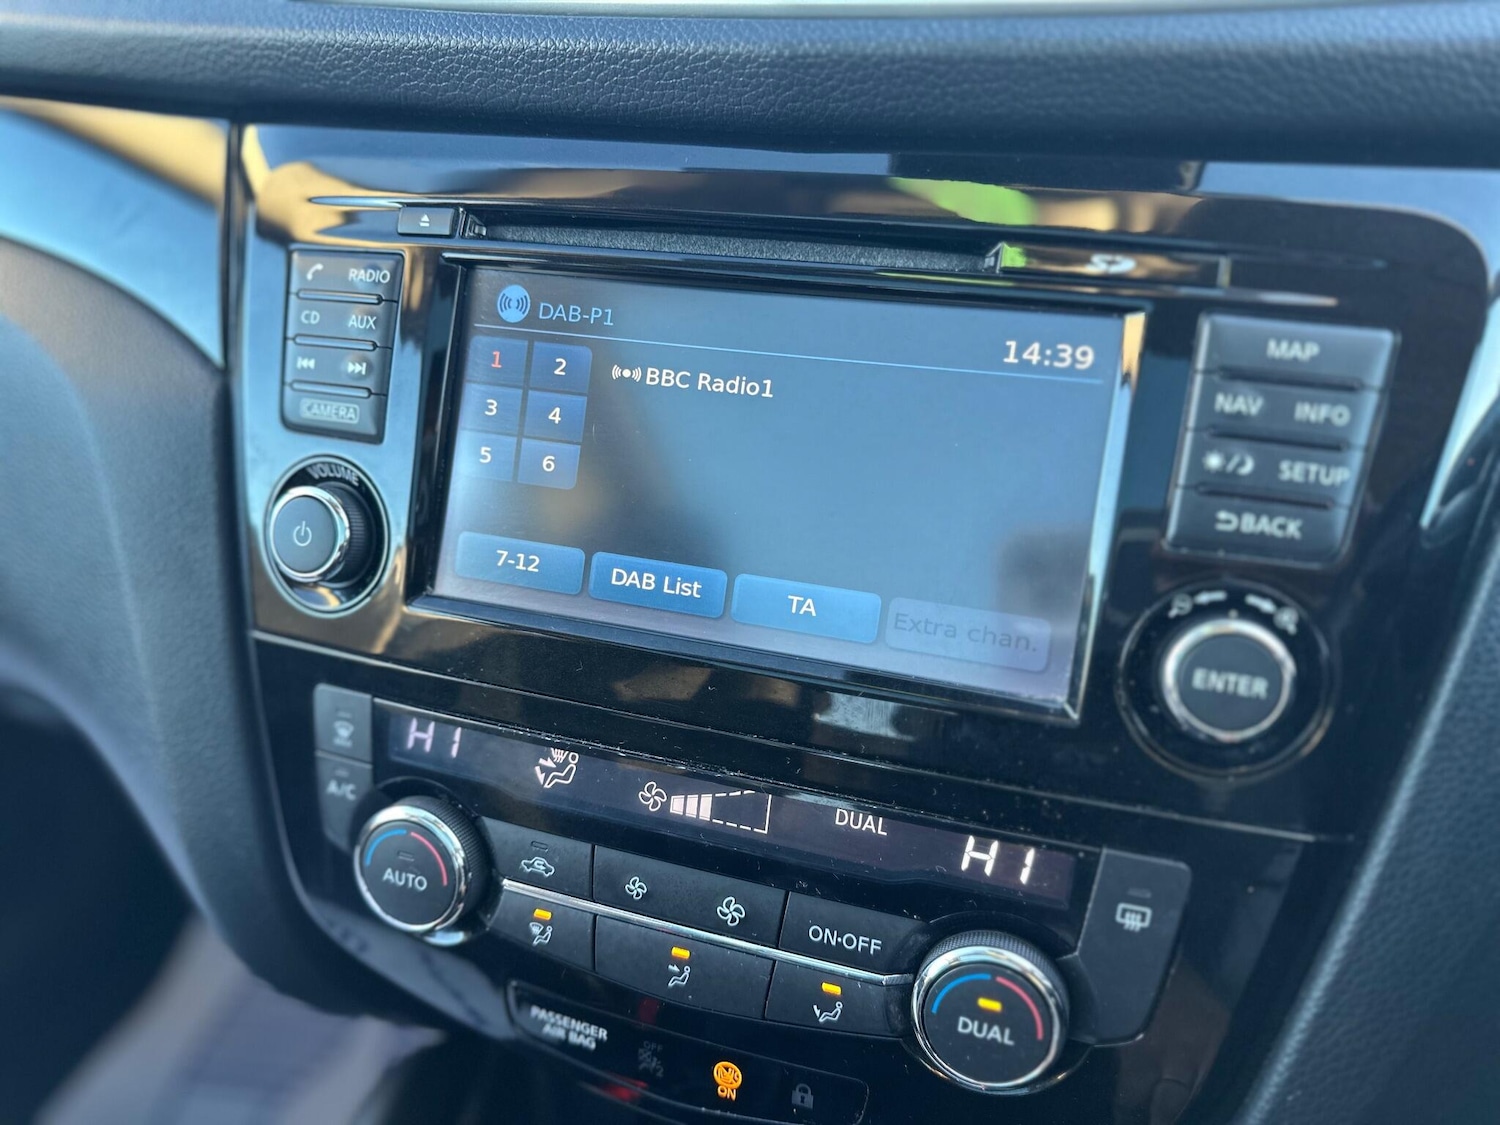 RADIO
CD AUX
CAMERA
VOLUME
DAB-P1
14:39
1 2
3 4
5 6
BBC Radio1
7-12 DAB List TA Extra chan.
MAP
NAV INFO
SETUP
BACK
ENTER
HI DUAL HI
A/C
AUTO
ON·OFF
DUAL
PASSENGER
AIR BAG
OFF
ON